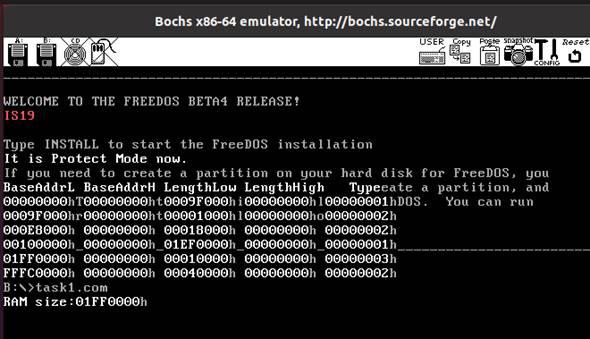 Bochs x86-64 emulator, http://bochs.sourceforge.net/
A: B: CD USER Copy Paste snapshot CONFIG Reset
WELCOME TO THE FREEDOS BETA4 RELEASE!
IS19
Type INSTALL to start the FreeDOS installation
It is Protect Mode now.
If you need to create a partition on your hard disk for FreeDOS, you
BaseAddrL BaseAddrH LengthLow LengthHigh   Typeeate a partition, and
00000000hT00000000ht0009F000hi00000000hl00000001hDOS.  You can run
0009F000hr00000000ht00001000hl00000000ho00000002h
000E8000h 00000000h 00018000h 00000000h 00000002h
00100000h_00000000h_01EF0000h_00000000h_00000001h
01FF0000h 00000000h 00010000h 00000000h 00000003h
FFFC0000h 00000000h 00040000h 00000000h 00000002h
B:\>task1.com
RAM size:01FF0000h